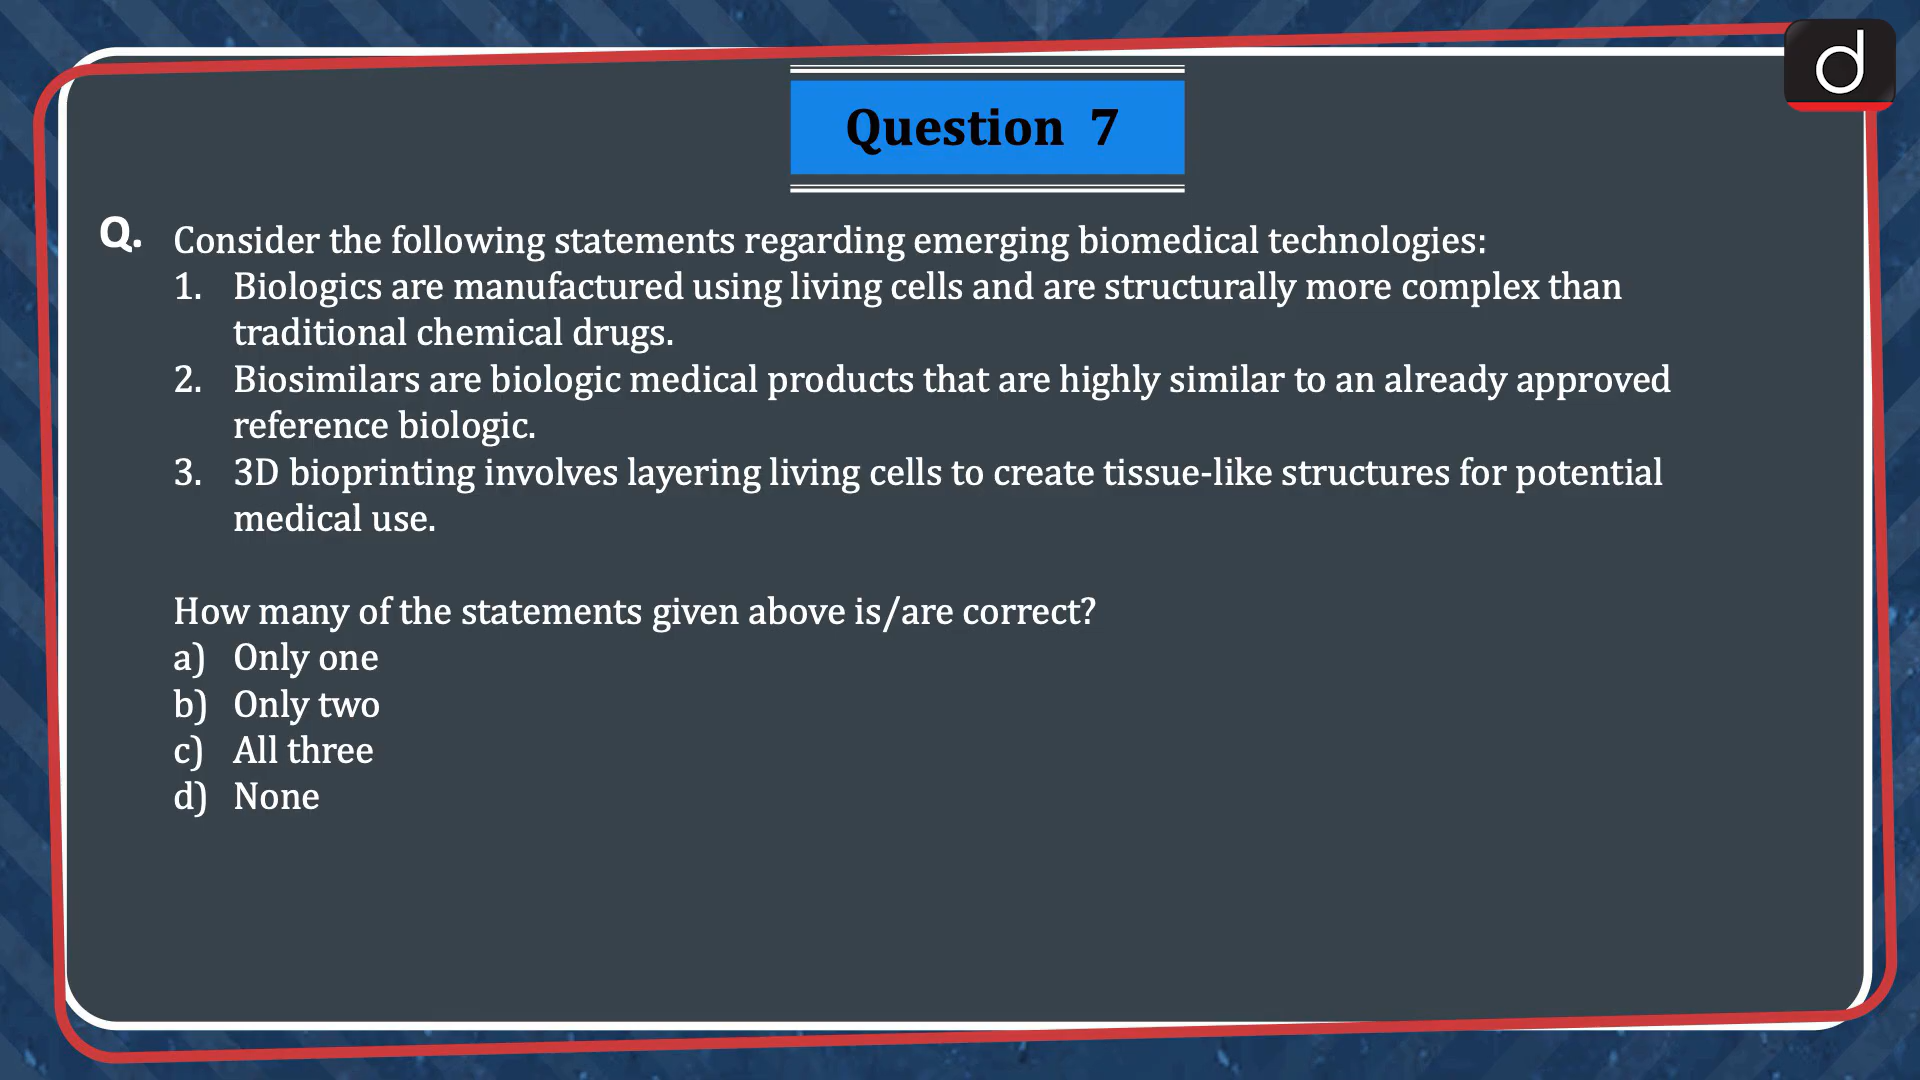 Question 7
Q. Consider the following statements regarding emerging biomedical technologies:
1. Biologics are manufactured using living cells and are structurally more complex than
traditional chemical drugs.
2. Biosimilars are biologic medical products that are highly similar to an already approved
reference biologic.
3. 3D bioprinting involves layering living cells to create tissue-like structures for potential
medical use.
How many of the statements given above is/are correct?
a) Only one
b) Only two
c) All three
d) None
d